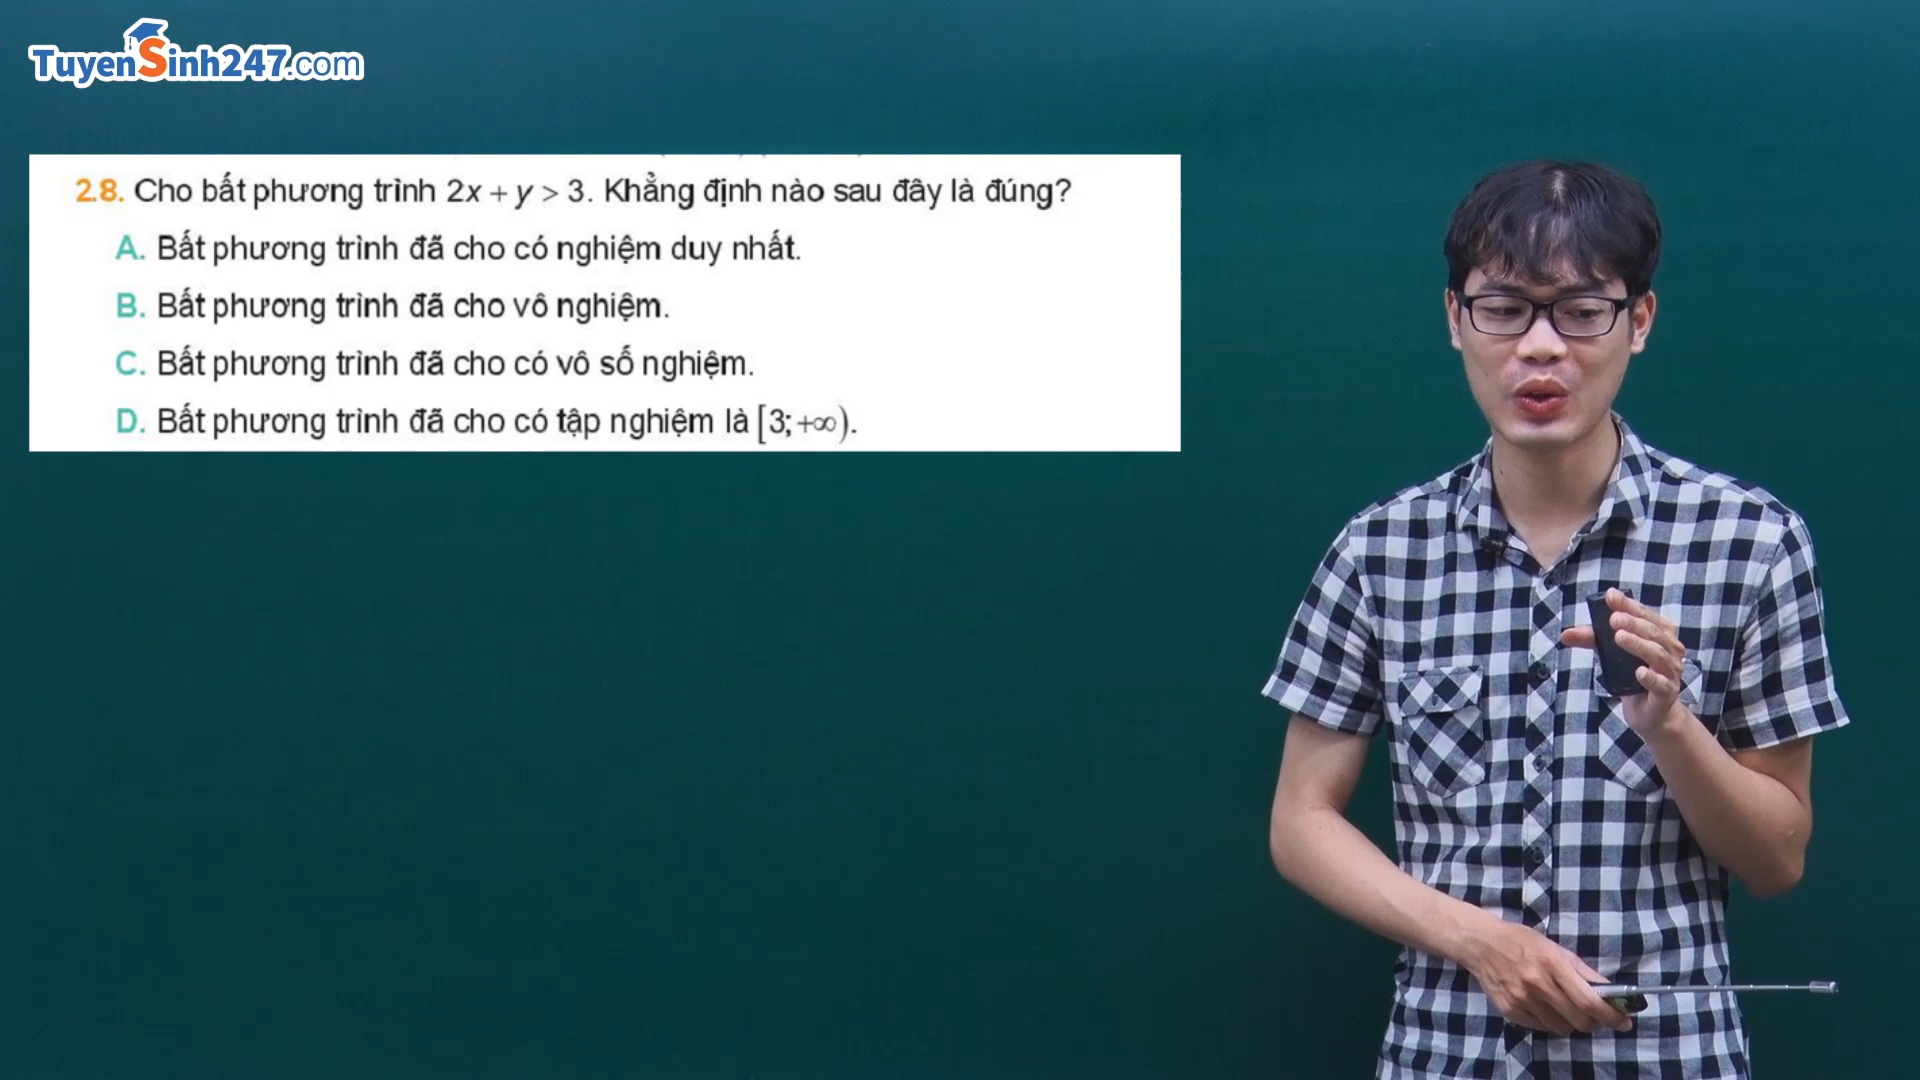 TuyenSinh247.com
2.8. Cho bất phương trình 2x + y > 3. Khẳng định nào sau đây là đúng?
A. Bất phương trình đã cho có nghiệm duy nhất.
B. Bất phương trình đã cho vô nghiệm.
C. Bất phương trình đã cho có vô số nghiệm.
D. Bất phương trình đã cho có tập nghiệm là [3; +∞).